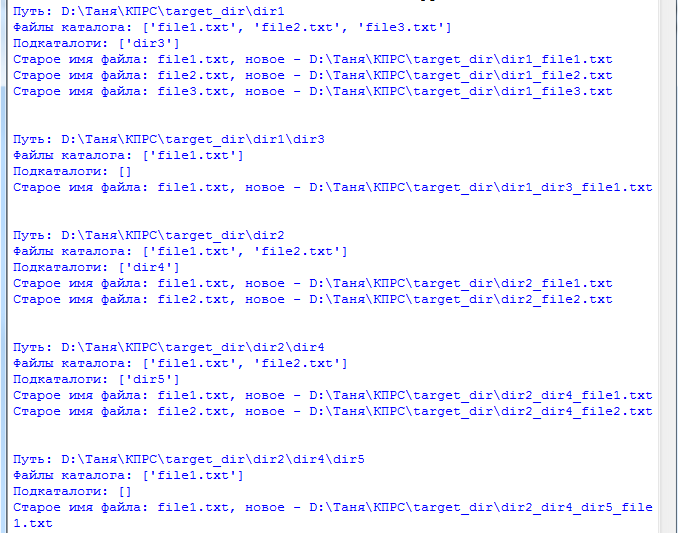 Путь: D:\Таня\КПРС\target_dir\dir1
Файлы каталога: ['file1.txt', 'file2.txt', 'file3.txt']
Подкаталоги: ['dir3']
Старое имя файла: file1.txt, новое – D:\Таня\КПРС\target_dir\dir1_file1.txt
Старое имя файла: file2.txt, новое – D:\Таня\КПРС\target_dir\dir1_file2.txt
Старое имя файла: file3.txt, новое – D:\Таня\КПРС\target_dir\dir1_file3.txt
Путь: D:\Таня\КПРС\target_dir\dir1\dir3
Файлы каталога: ['file1.txt']
Подкаталоги: []
Старое имя файла: file1.txt, новое – D:\Таня\КПРС\target_dir\dir1_dir3_file1.txt
Путь: D:\Таня\КПРС\target_dir\dir2
Файлы каталога: ['file1.txt', 'file2.txt']
Подкаталоги: ['dir4']
Старое имя файла: file1.txt, новое – D:\Таня\КПРС\target_dir\dir2_file1.txt
Старое имя файла: file2.txt, новое – D:\Таня\КПРС\target_dir\dir2_file2.txt
Путь: D:\Таня\КПРС\target_dir\dir2\dir4
Файлы каталога: ['file1.txt', 'file2.txt']
Подкаталоги: ['dir5']
Старое имя файла: file1.txt, новое – D:\Таня\КПРС\target_dir\dir2_dir4_file1.txt
Старое имя файла: file2.txt, новое – D:\Таня\КПРС\target_dir\dir2_dir4_file2.txt
Путь: D:\Таня\КПРС\target_dir\dir2\dir4\dir5
Файлы каталога: ['file1.txt']
Подкаталоги: []
Старое имя файла: file1.txt, новое – D:\Таня\КПРС\target_dir\dir2_dir4_dir5_file
1.txt